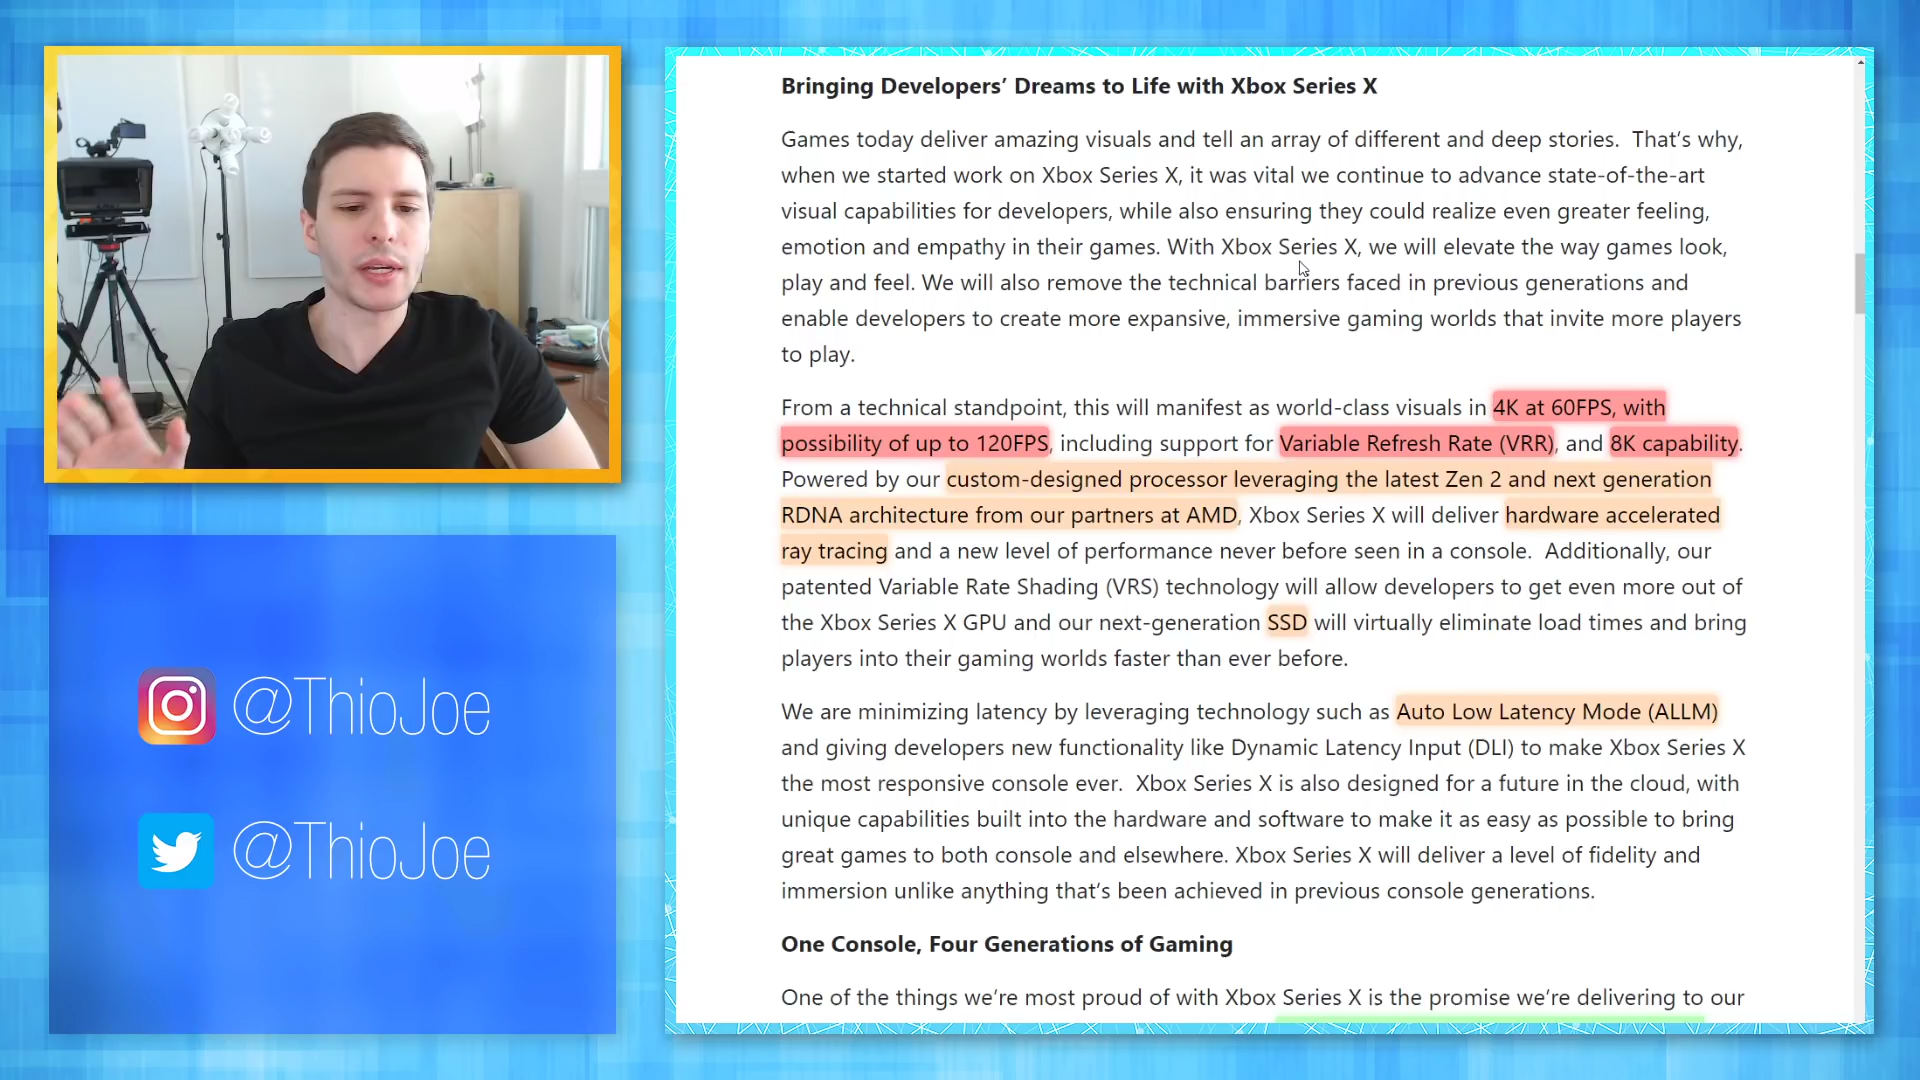 Bringing Developers’ Dreams to Life with Xbox Series X
Games today deliver amazing visuals and tell an array of different and deep stories.  That’s why,
when we started work on Xbox Series X, it was vital we continue to advance state-of-the-art
visual capabilities for developers, while also ensuring they could realize even greater feeling,
emotion and empathy in their games. With Xbox Series X, we will elevate the way games look,
play and feel. We will also remove the technical barriers faced in previous generations and
enable developers to create more expansive, immersive gaming worlds that invite more players
to play.
From a technical standpoint, this will manifest as world-class visuals in 4K at 60FPS, with
possibility of up to 120FPS, including support for Variable Refresh Rate (VRR), and 8K capability.
Powered by our custom-designed processor leveraging the latest Zen 2 and next generation
RDNA architecture from our partners at AMD, Xbox Series X will deliver hardware accelerated
ray tracing and a new level of performance never before seen in a console.  Additionally, our
patented Variable Rate Shading (VRS) technology will allow developers to get even more out of
the Xbox Series X GPU and our next-generation SSD will virtually eliminate load times and bring
players into their gaming worlds faster than ever before.
We are minimizing latency by leveraging technology such as Auto Low Latency Mode (ALLM)
and giving developers new functionality like Dynamic Latency Input (DLI) to make Xbox Series X
the most responsive console ever.  Xbox Series X is also designed for a future in the cloud, with
unique capabilities built into the hardware and software to make it as easy as possible to bring
great games to both console and elsewhere. Xbox Series X will deliver a level of fidelity and
immersion unlike anything that’s been achieved in previous console generations.
One Console, Four Generations of Gaming
One of the things we’re most proud of with Xbox Series X is the promise we’re delivering to our
@ThioJoe
@ThioJoe